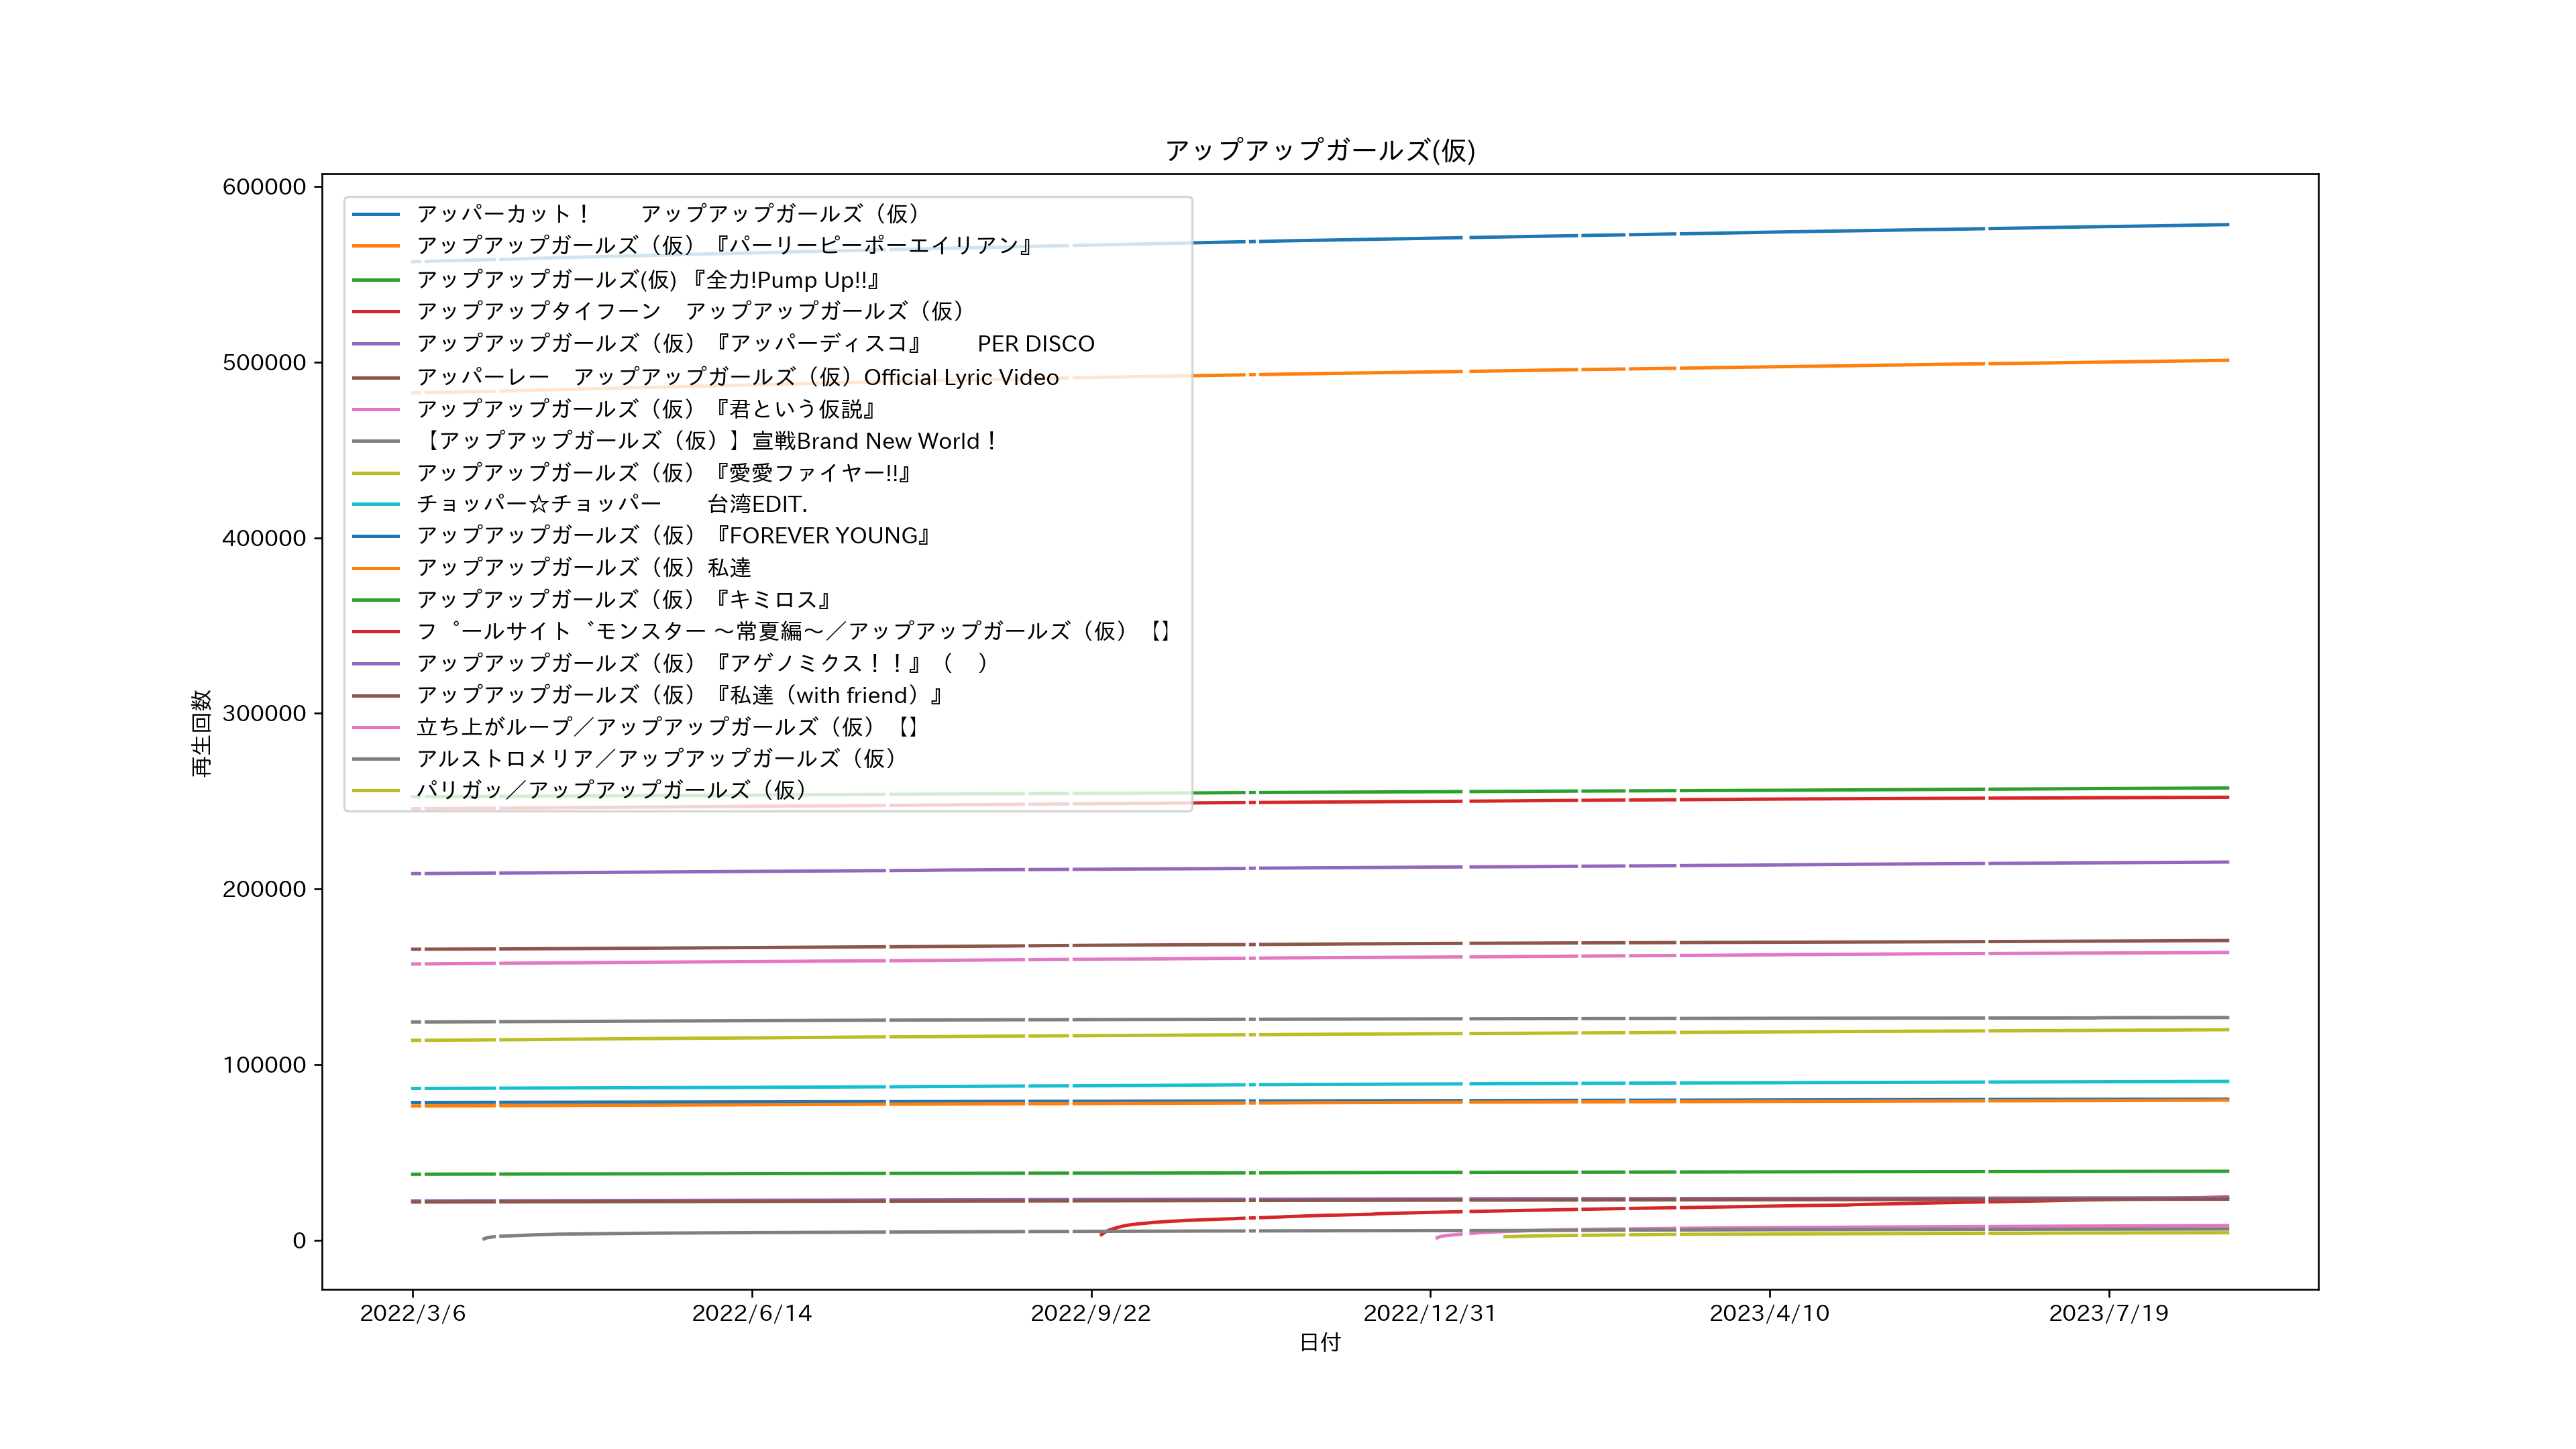 アップアップガールズ(仮)
600000
500000
400000
300000
200000
100000
0
再生回数
アッパーカット！　　アップアップガールズ（仮）
アップアップガールズ（仮）『パーリーピーポーエイリアン』
アップアップガールズ(仮) 『全力!Pump Up!!』
アップアップタイフーン　アップアップガールズ（仮）
アップアップガールズ（仮）『アッパーディスコ』　　PER DISCO
アッパーレー　アップアップガールズ（仮）Official Lyric Video
アップアップガールズ（仮）『君という仮説』
【アップアップガールズ（仮）】宣戦Brand New World！
アップアップガールズ（仮）『愛愛ファイヤー!!』
チョッパー☆チョッパー　　台湾EDIT.
アップアップガールズ（仮）『FOREVER YOUNG』
アップアップガールズ（仮）私達
アップアップガールズ（仮）『キミロス』
フ゜ールサイト゛モンスター 〜常夏編〜／アップアップガールズ（仮）【】
アップアップガールズ（仮）『アゲノミクス！！』（　）
アップアップガールズ（仮）『私達（with friend）』
立ち上がループ／アップアップガールズ（仮）【】
アルストロメリア／アップアップガールズ（仮）
パリガッ／アップアップガールズ（仮）
2022/3/6
2022/6/14
2022/9/22
2022/12/31
2023/4/10
2023/7/19
日付